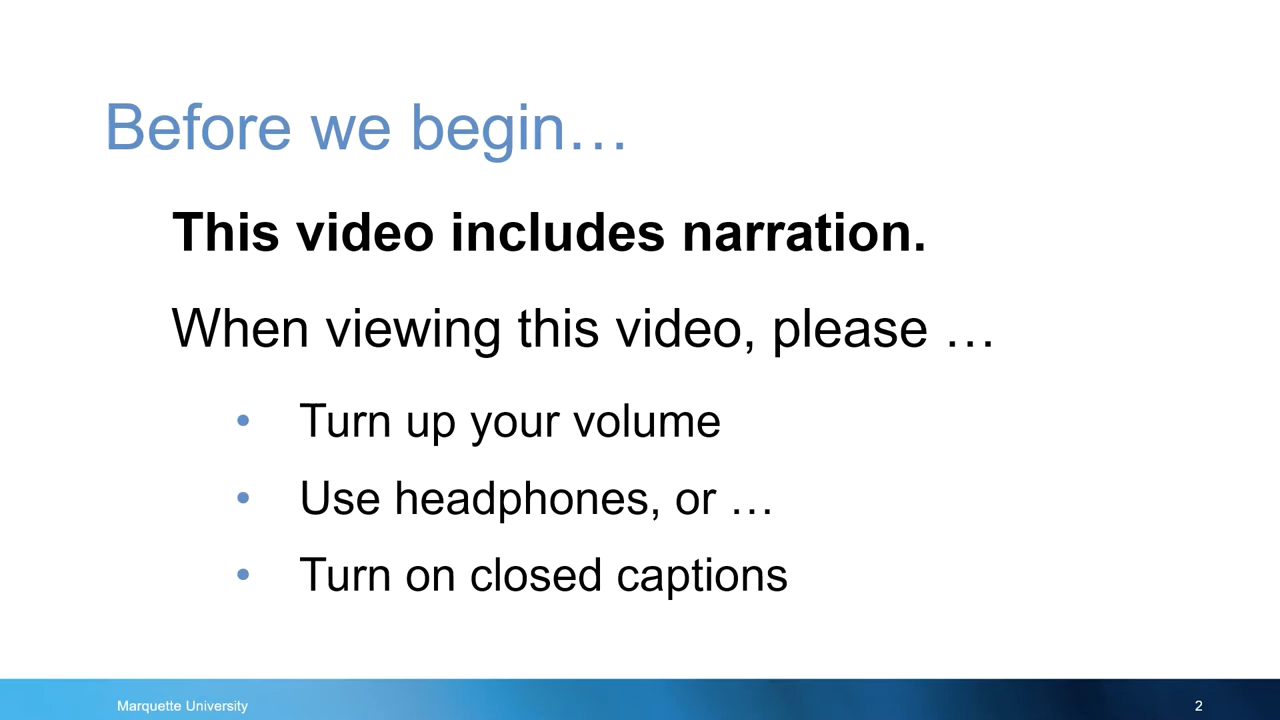 Before we begin…
This video includes narration.
When viewing this video, please …
• Turn up your volume
• Use headphones, or …
• Turn on closed captions
Marquette University
2